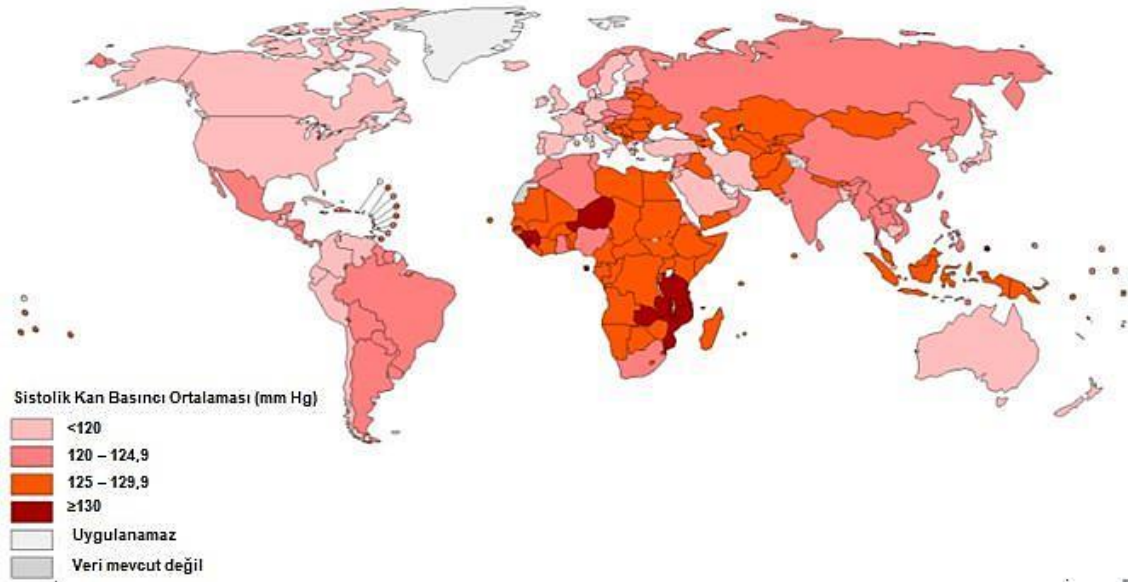 Sistolik Kan Basıncı Ortalaması (mm Hg)
<120
120 – 124,9
125 – 129,9
≥130
Uygulanamaz
Veri mevcut değil